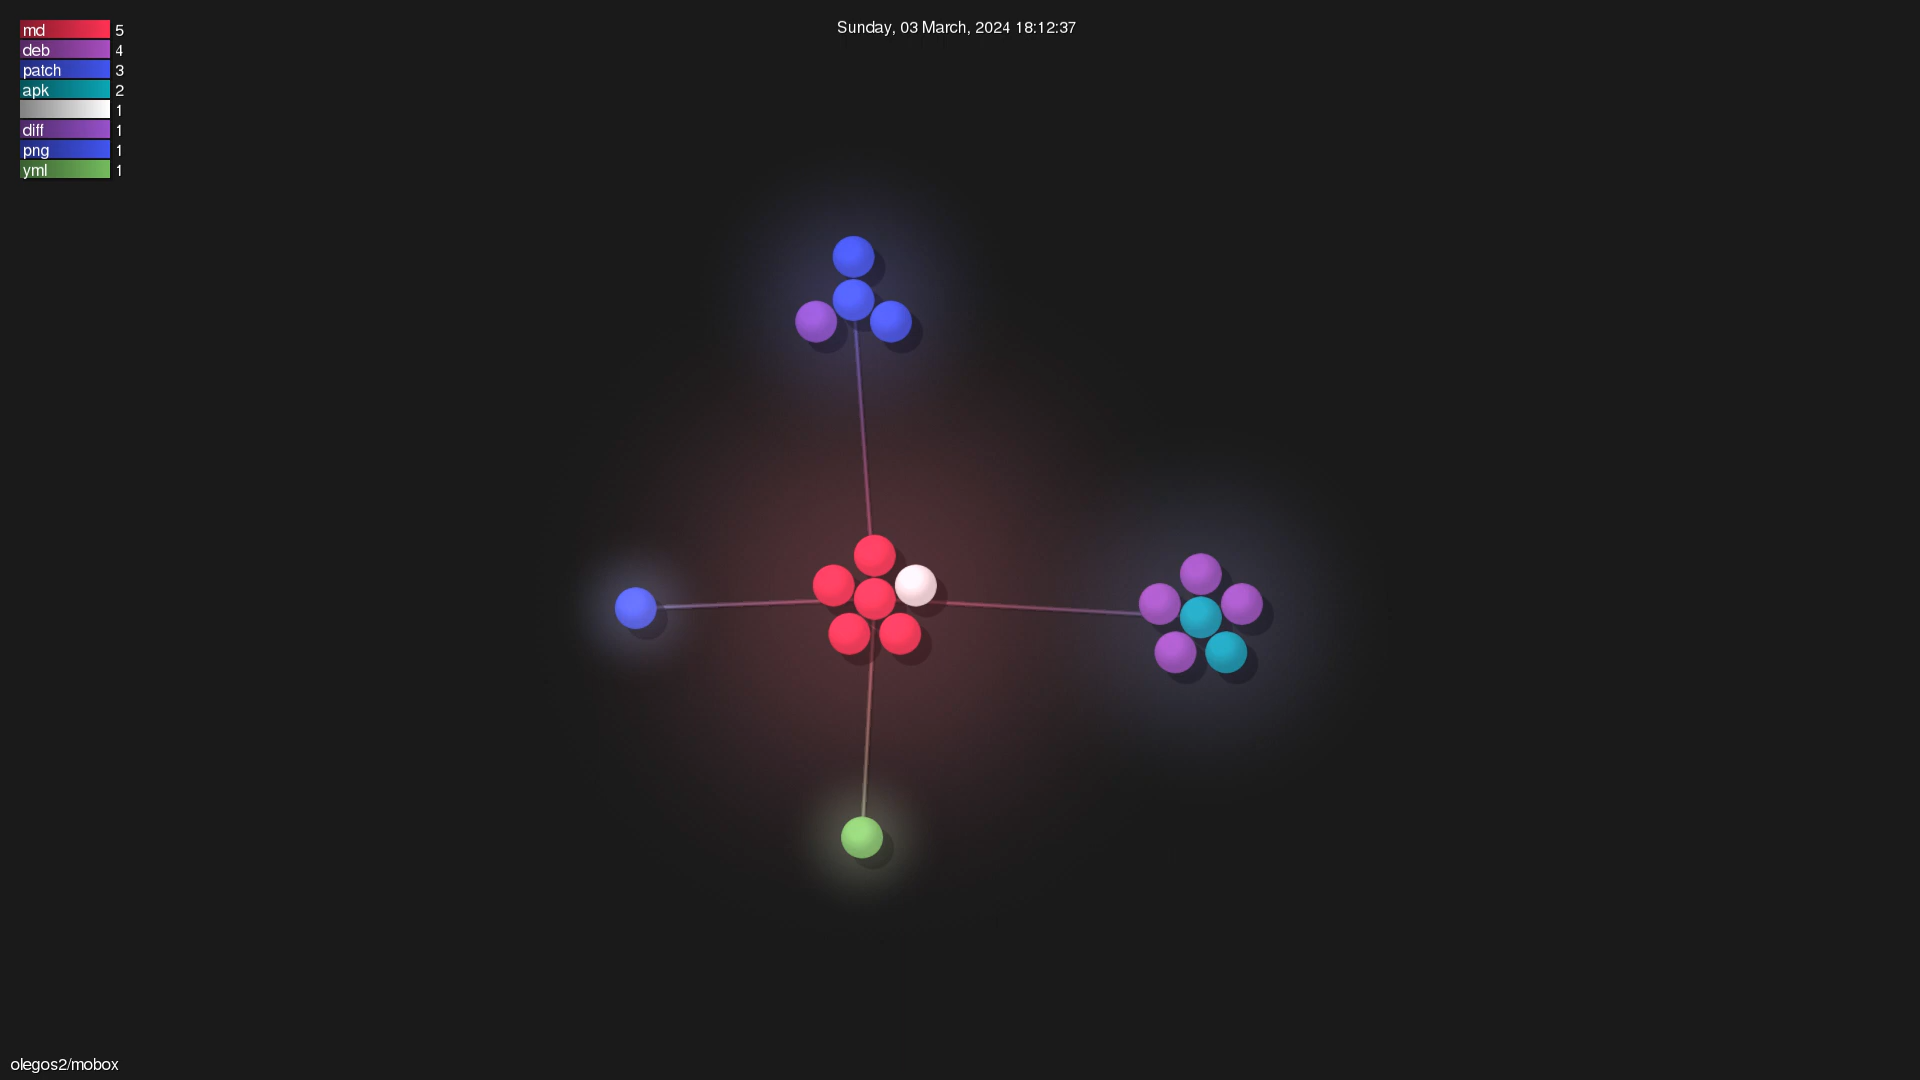 Sunday, 03 March, 2024 18:12:37
md 5
deb 4
patch 3
apk 2
1
diff 1
png 1
yml 1
olegos2/mobox